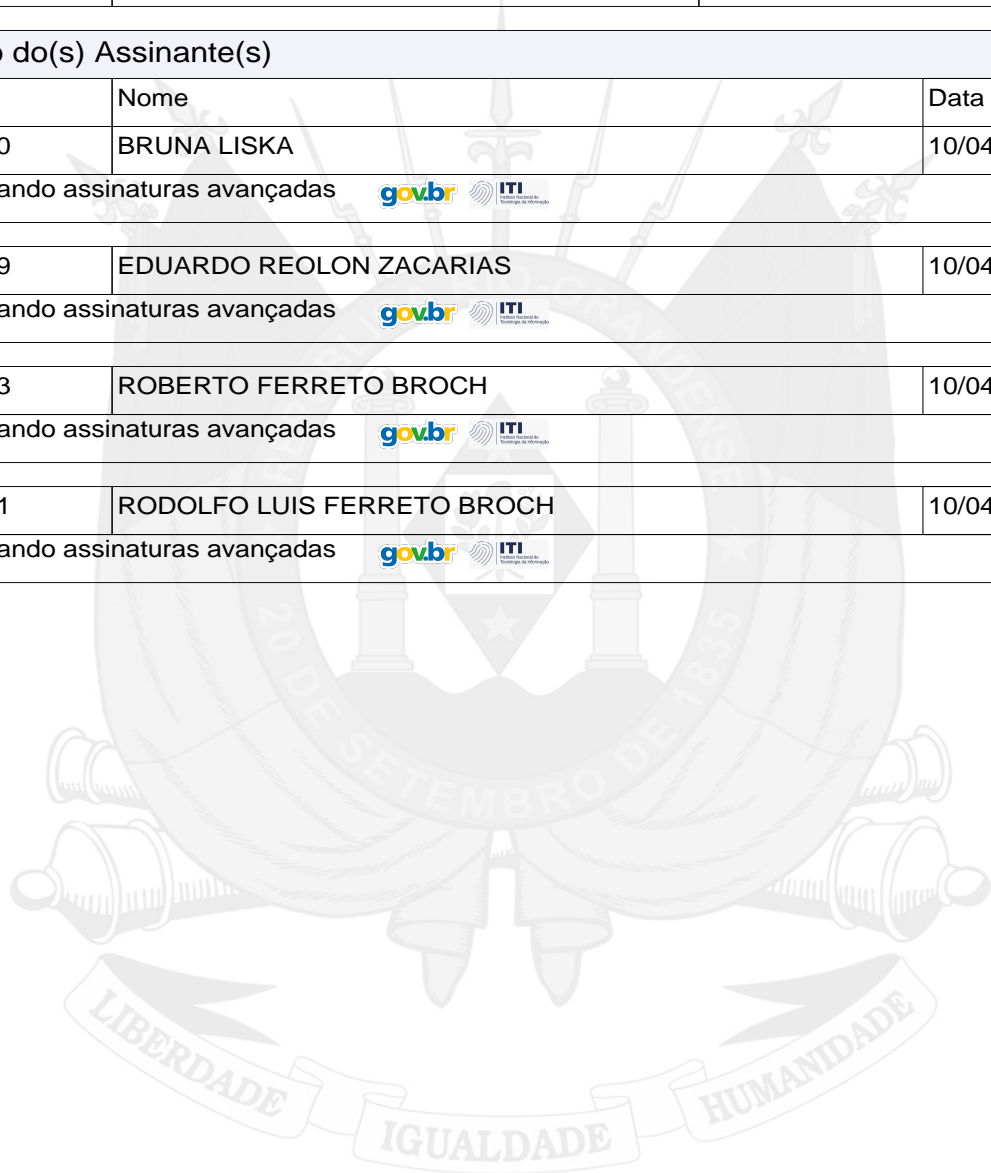 o do(s) Assinante(s)
Nome Data
0 BRUNA LISKA 10/04
ando assinaturas avançadas gov.br ITI
9 EDUARDO REOLON ZACARIAS 10/04
ando assinaturas avançadas gov.br ITI
3 ROBERTO FERRETO BROCH 10/04
ando assinaturas avançadas gov.br ITI
1 RODOLFO LUIS FERRETO BROCH 10/04
ando assinaturas avançadas gov.br ITI
REPÚBLICA RIO-GRANDENSE
20 DE SETEMBRO DE 1835
LIBERDADE
IGUALDADE
HUMANIDADE